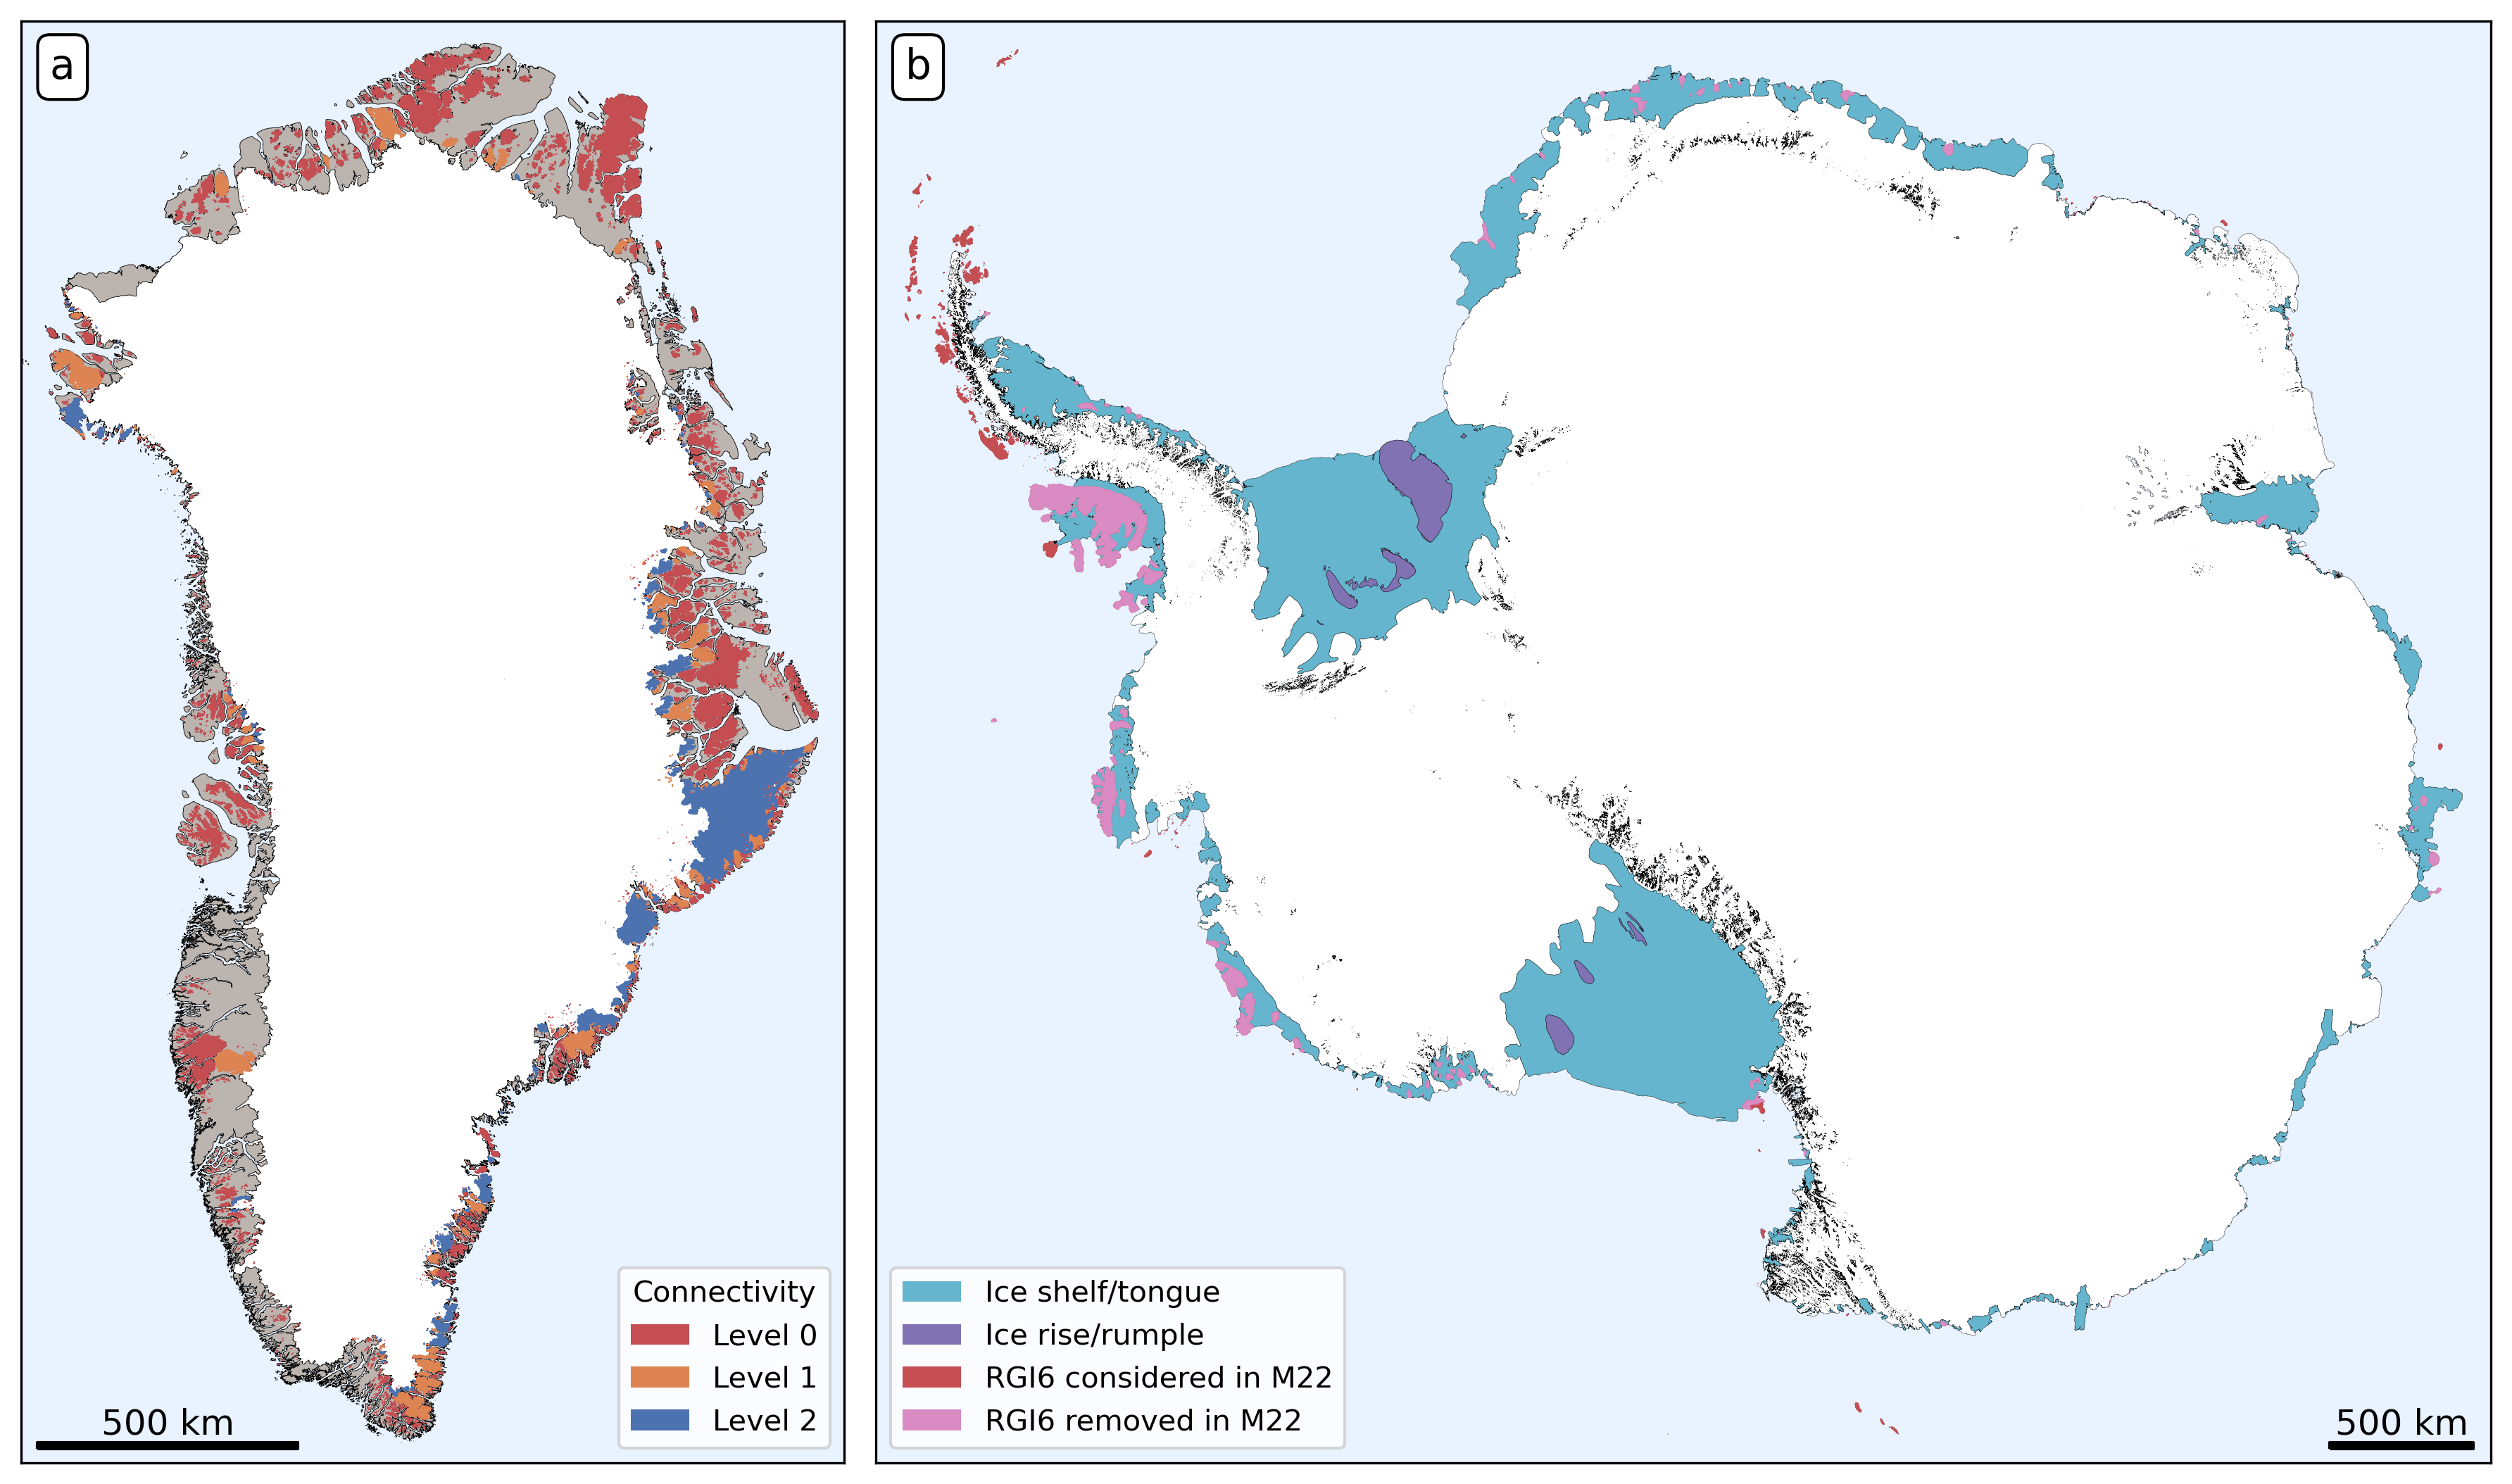 a
Connectivity
Level 0
Level 1
Level 2
500 km
b
Ice shelf/tongue
Ice rise/rumple
RGI6 considered in M22
RGI6 removed in M22
500 km